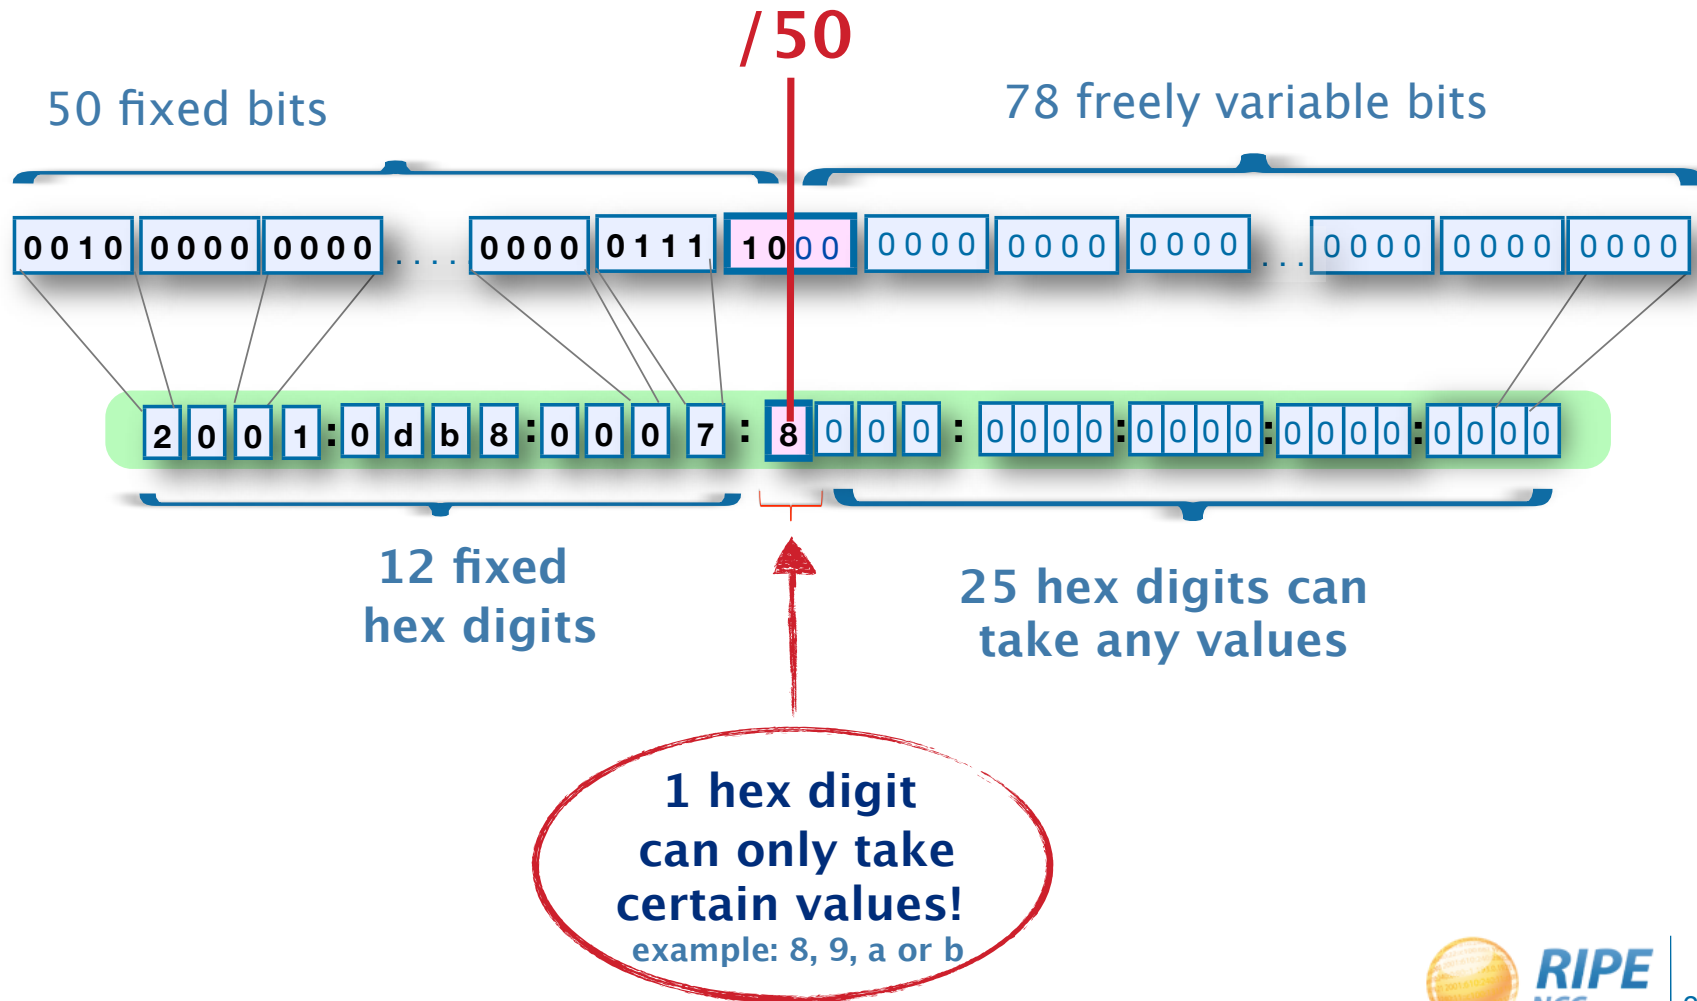 /50
50 fixed bits
78 freely variable bits
0010 0000 0000 ..... 0000 0111 1000 0000 0000 0000 ... 0000 0000 0000
2001:0db8:0007:8000:0000:0000:0000:0000
12 fixed
hex digits
25 hex digits can
take any values
1 hex digit
can only take
certain values!
example: 8, 9, a or b
RIPE
NCC